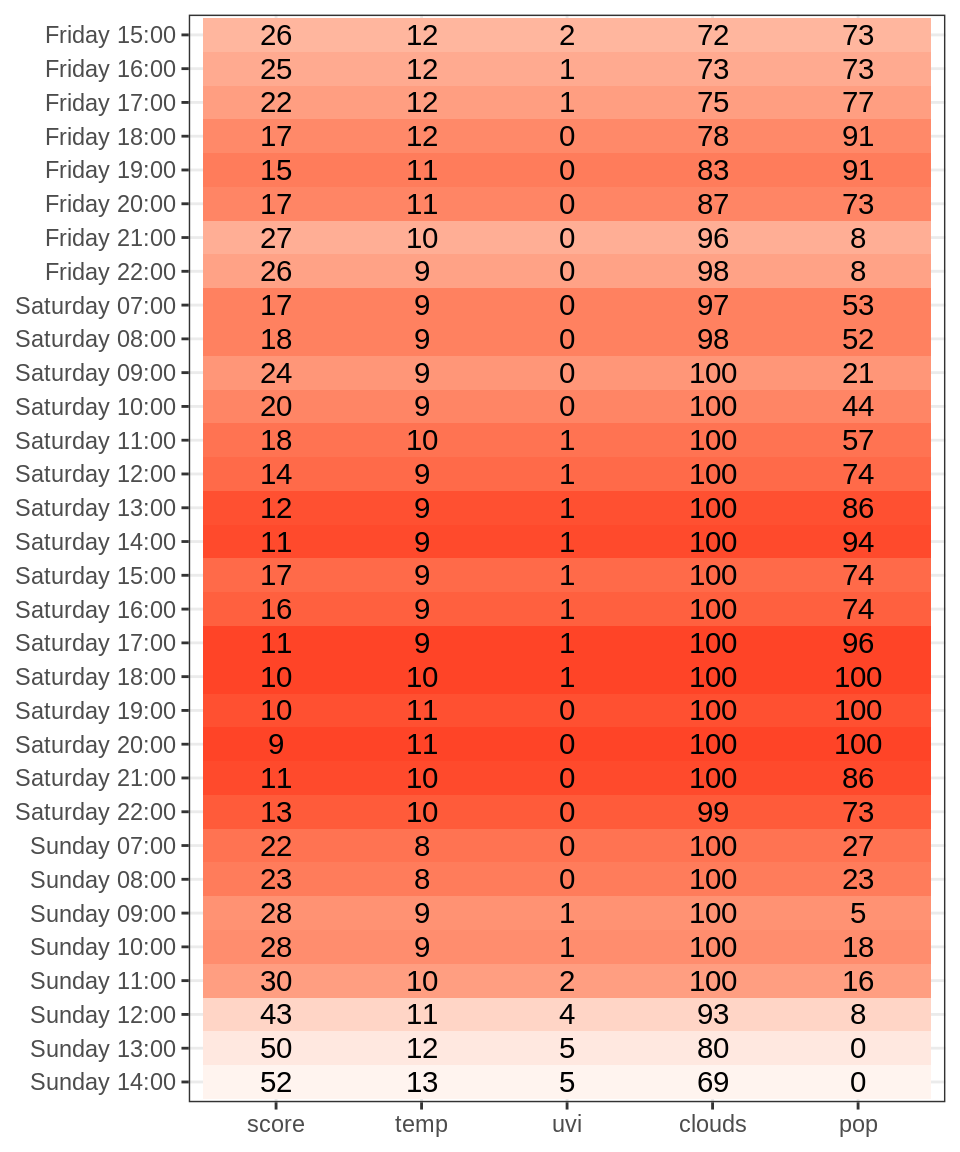 Friday 15:00 26 12 2 72 73
Friday 16:00 25 12 1 73 73
Friday 17:00 22 12 1 75 77
Friday 18:00 17 12 0 78 91
Friday 19:00 15 11 0 83 91
Friday 20:00 17 11 0 87 73
Friday 21:00 27 10 0 96 8
Friday 22:00 26 9 0 98 8
Saturday 07:00 17 9 0 97 53
Saturday 08:00 18 9 0 98 52
Saturday 09:00 24 9 0 100 21
Saturday 10:00 20 9 0 100 44
Saturday 11:00 18 10 1 100 57
Saturday 12:00 14 9 1 100 74
Saturday 13:00 12 9 1 100 86
Saturday 14:00 11 9 1 100 94
Saturday 15:00 17 9 1 100 74
Saturday 16:00 16 9 1 100 74
Saturday 17:00 11 9 1 100 96
Saturday 18:00 10 10 1 100 100
Saturday 19:00 10 11 0 100 100
Saturday 20:00 9 11 0 100 100
Saturday 21:00 11 10 0 100 86
Saturday 22:00 13 10 0 99 73
Sunday 07:00 22 8 0 100 27
Sunday 08:00 23 8 0 100 23
Sunday 09:00 28 9 1 100 5
Sunday 10:00 28 9 1 100 18
Sunday 11:00 30 10 2 100 16
Sunday 12:00 43 11 4 93 8
Sunday 13:00 50 12 5 80 0
Sunday 14:00 52 13 5 69 0
score temp uvi clouds pop